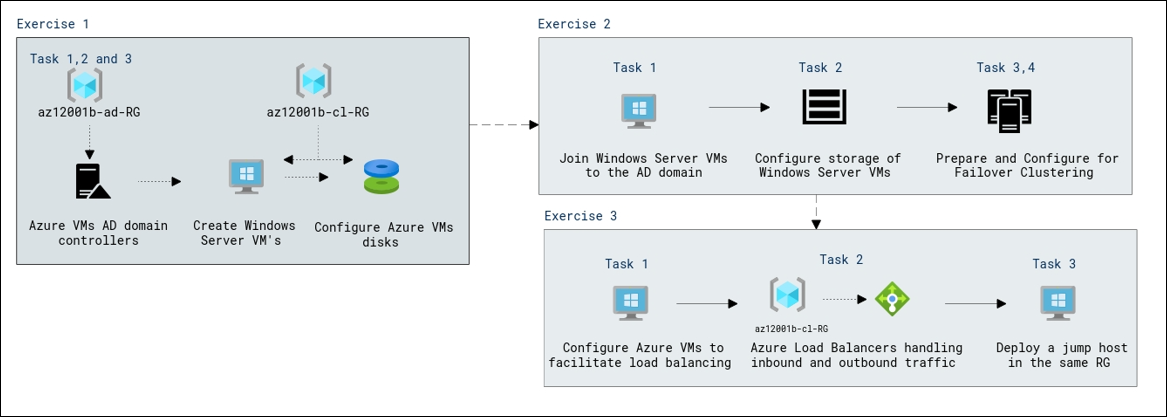 Exercise 1
Task 1,2 and 3
az12001b-ad-RG
az12001b-cl-RG
Azure VMs AD domain
controllers
Create Windows
Server VM's
Configure Azure VMs
disks
Exercise 2
Task 1
Join Windows Server VMs
to the AD domain
Task 2
Configure storage of
Windows Server VMs
Task 3,4
Prepare and Configure for
Failover Clustering
Exercise 3
Task 1
Configure Azure VMs to
facilitate load balancing
Task 2
az12001b-cl-RG
Azure Load Balancers handling
inbound and outbound traffic
Task 3
Deploy a jump host
in the same RG